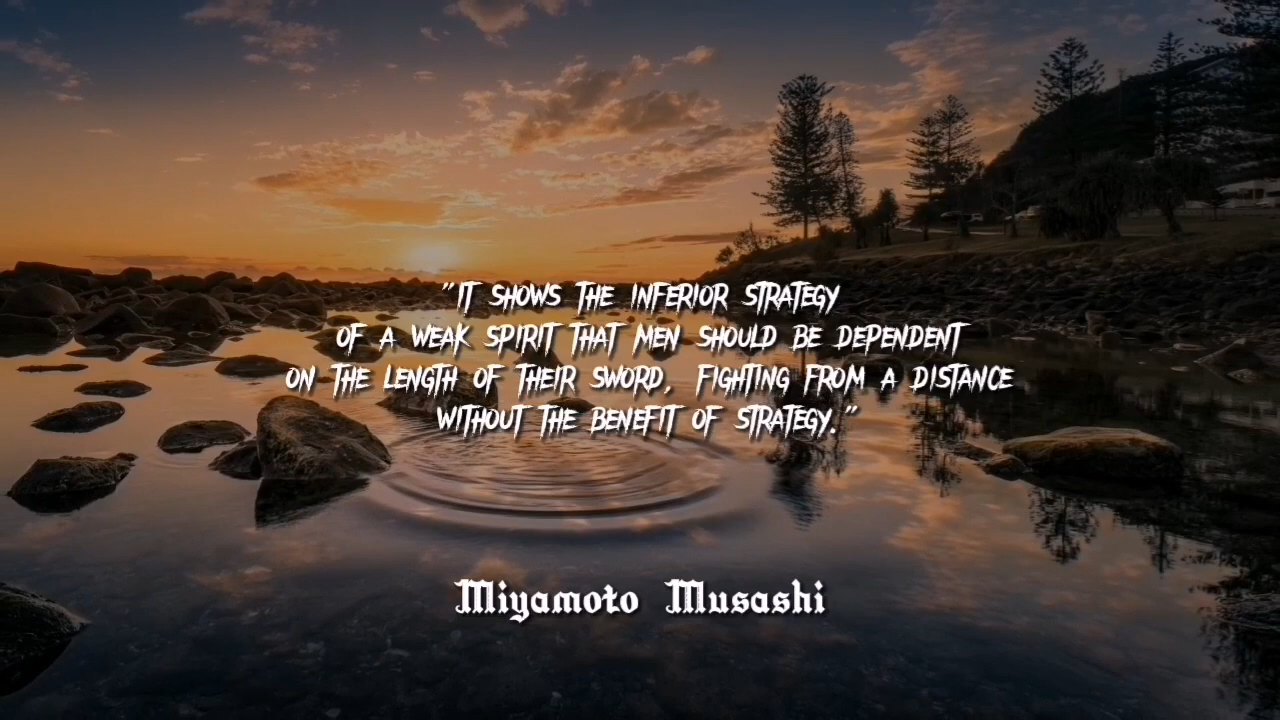 "IT SHOWS THE INFERIOR STRATEGY
OF A WEAK SPIRIT THAT MEN SHOULD BE DEPENDENT
ON THE LENGTH OF THEIR SWORD, FIGHTING FROM A DISTANCE
WITHOUT THE BENEFIT OF STRATEGY."
Miyamoto Musashi